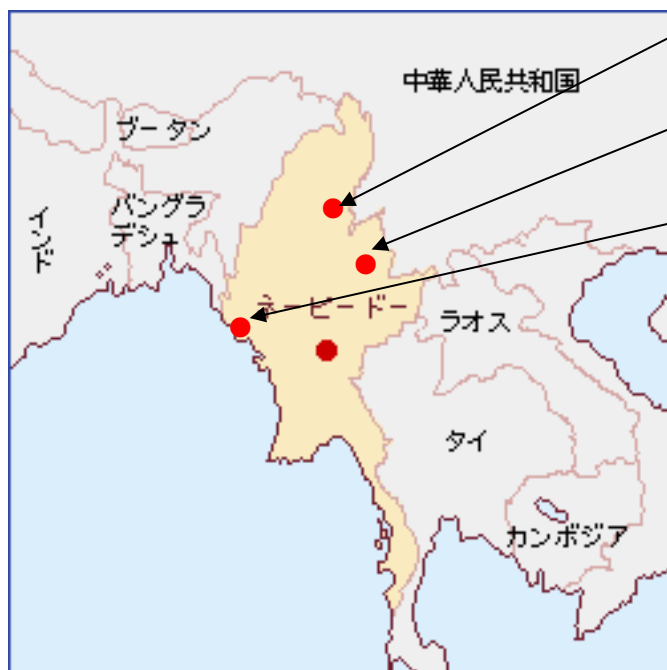 中華人民共和国
ブータン
バングラ
デシュ
インド
ネーピードー
ラオス
タイ
カンボジア